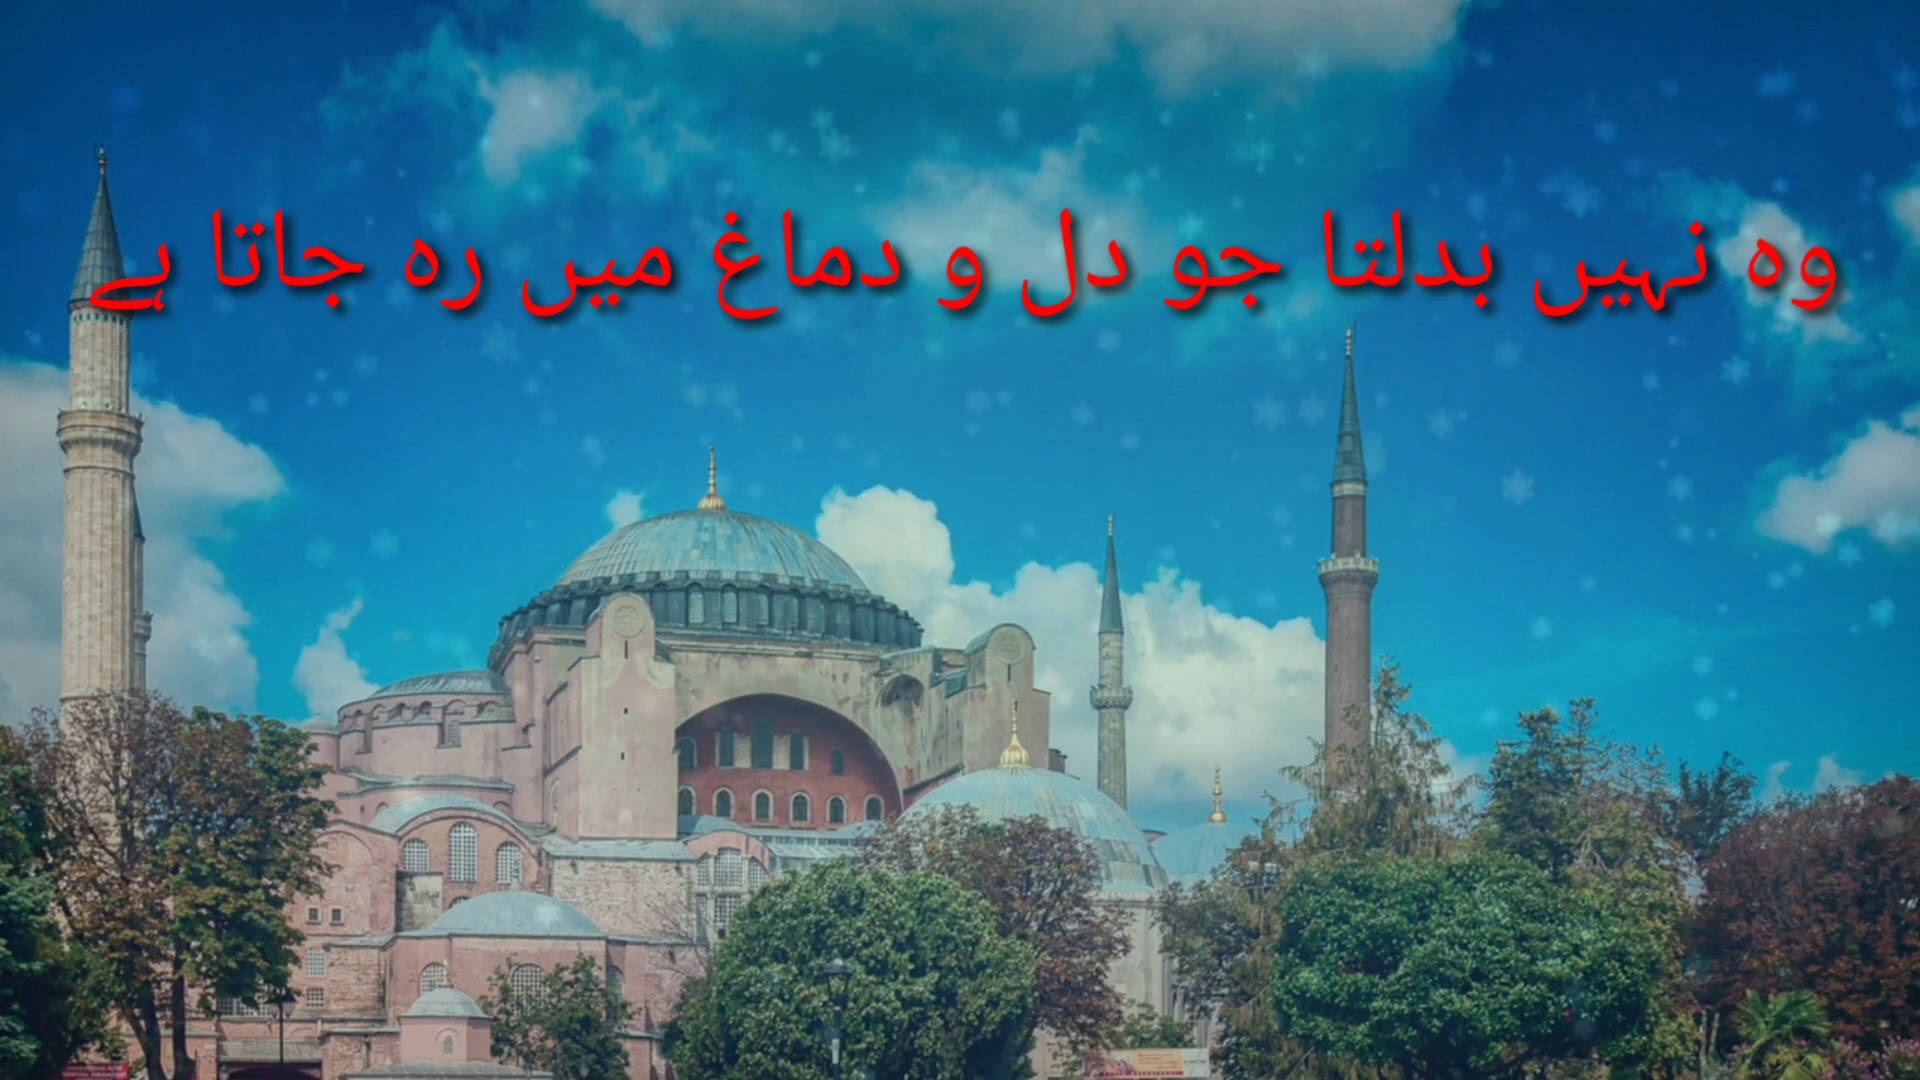 وہ نہیں بدلتا جو دل و دماغ میں رہ جاتا ہے